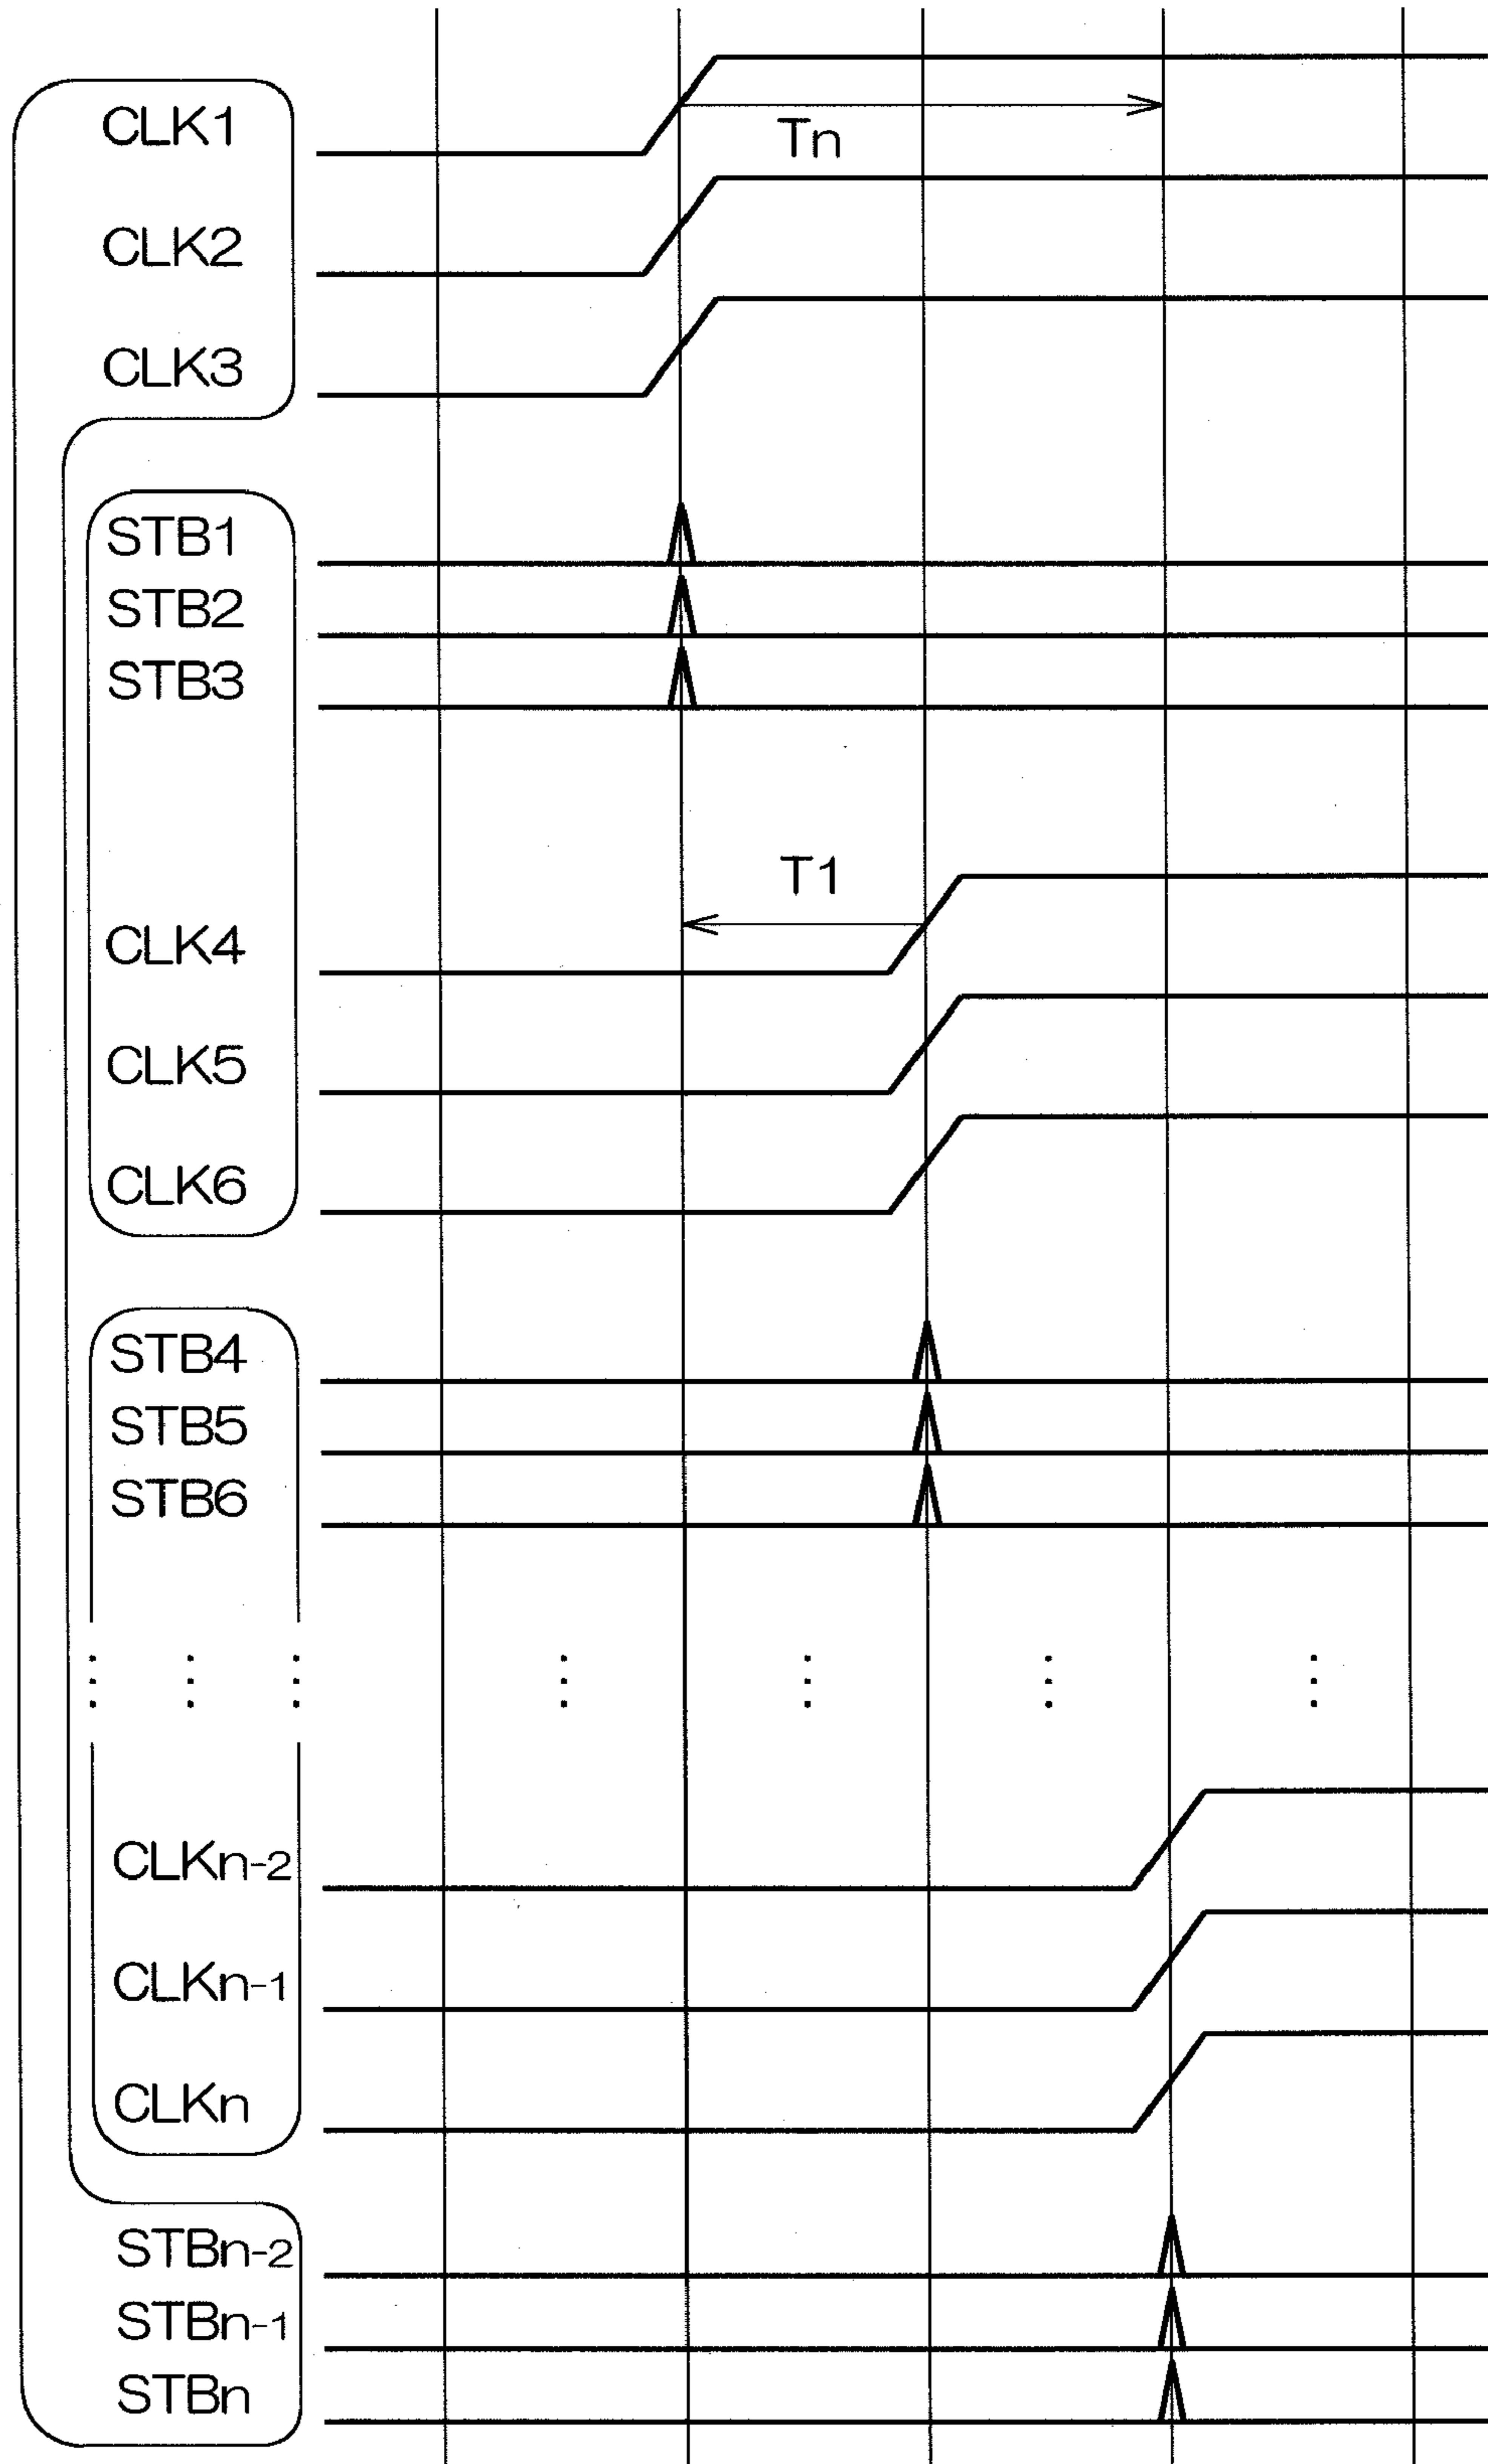 CLK1
Tn
CLK2
CLK3
STB1
STB2
STB3
T1
CLK4
CLK5
CLK6
STB4
STB5
STB6
CLKn-2
CLKn-1
CLKn
STBn-2
STBn-1
STBn